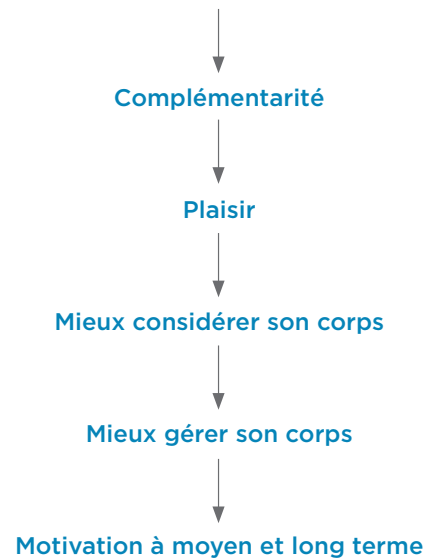 Complémentarité
Plaisir
Mieux considérer son corps
Mieux gérer son corps
Motivation à moyen et long terme